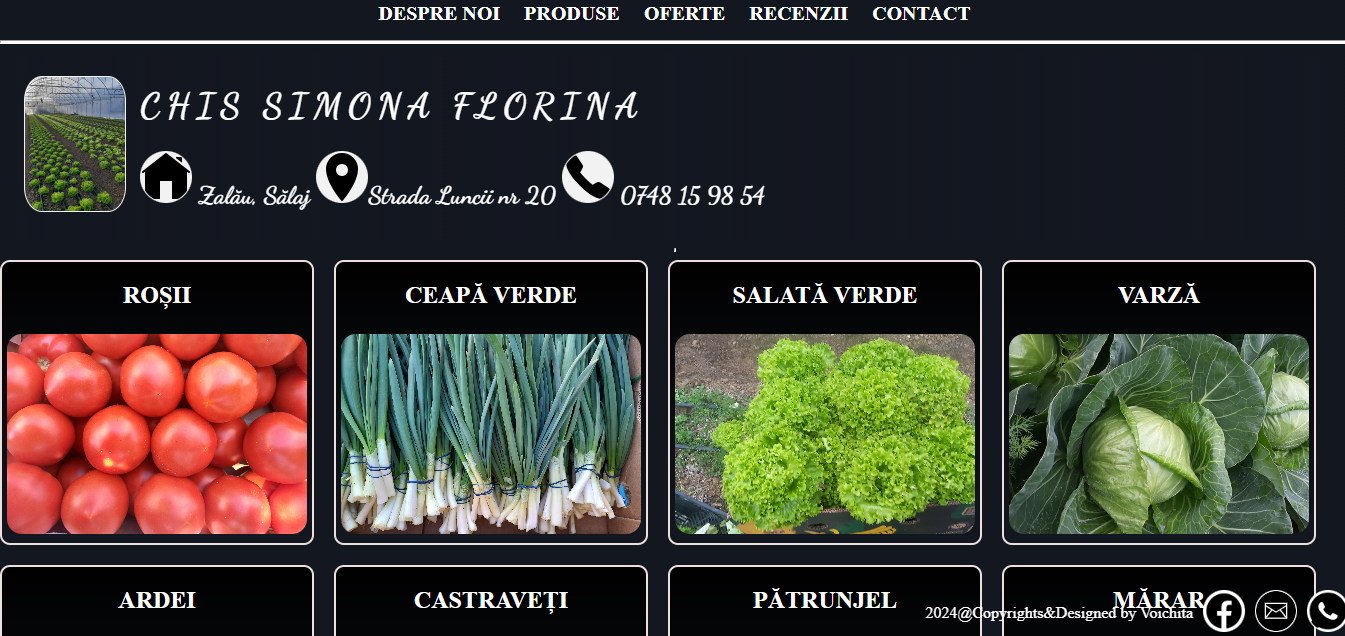 DESPRE NOI PRODUSE OFERTE RECENZII CONTACT
CHIS SIMONA FLORINA
Zalău, Sălaj Strada Luncii nr 20 0748 15 98 54
ROȘII CEAPĂ VERDE SALATĂ VERDE VARZĂ
ARDEI CASTRAVEȚI PĂTRUNJEL MĂRAR
2024@Copyrights&Designed by Voichita